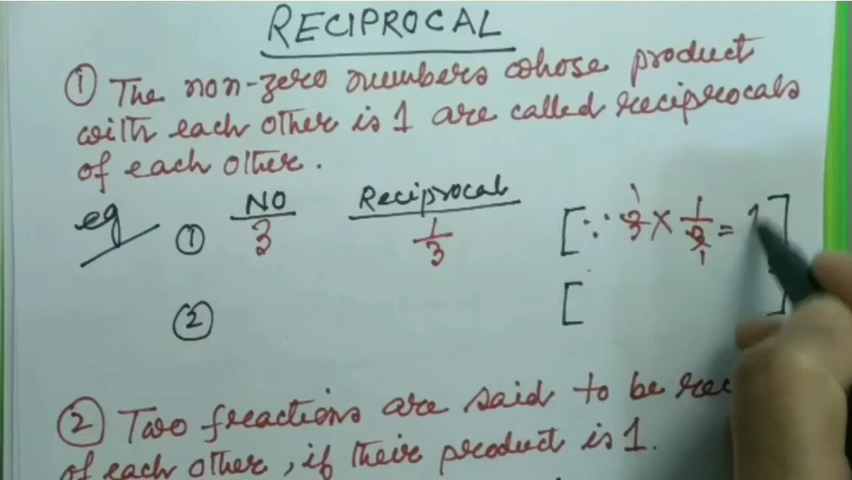 RECIPROCAL
① The non-zero numbers whose product
with each other is 1 are called reciprocals
of each other.
eg NO Reciprocal
① 3 1/3 [∵ 3 × 1/3 = 1]
② [ ]
② Two fractions are said to be rec
of each other, if their product is 1.